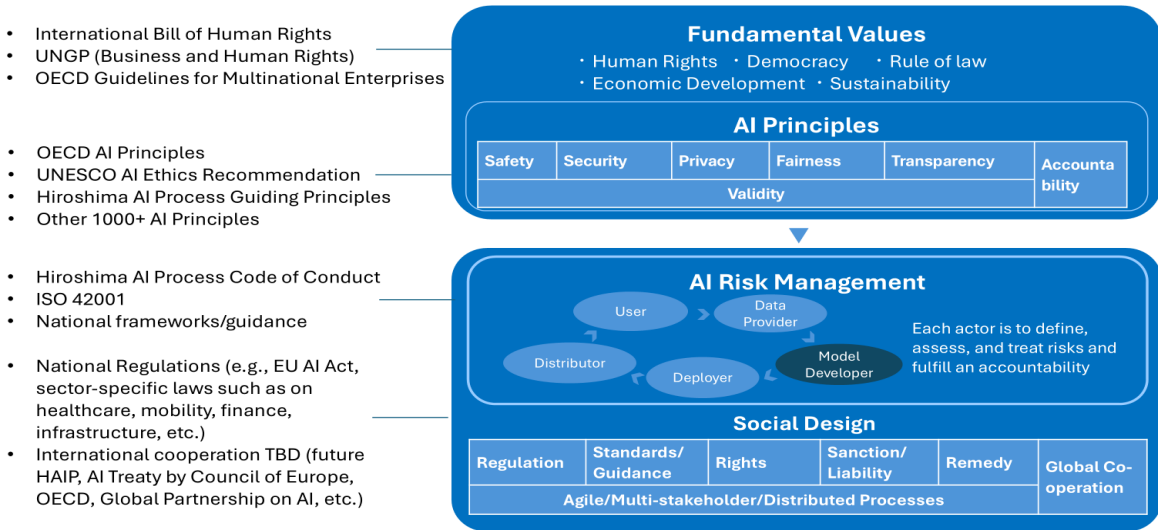 • International Bill of Human Rights
• UNGP (Business and Human Rights)
• OECD Guidelines for Multinational Enterprises
Fundamental Values
· Human Rights · Democracy · Rule of law
· Economic Development · Sustainability
• OECD AI Principles
• UNESCO AI Ethics Recommendation
• Hiroshima AI Process Guiding Principles
• Other 1000+ AI Principles
AI Principles
Safety
Security
Privacy
Fairness
Transparency
Accounta
bility
Validity
• Hiroshima AI Process Code of Conduct
• ISO 42001
• National frameworks/guidance
AI Risk Management
User
Data
Provider
Model
Developer
Deployer
Distributor
Each actor is to define,
assess, and treat risks and
fulfill an accountability
• National Regulations (e.g., EU AI Act,
sector-specific laws such as on
healthcare, mobility, finance,
infrastructure, etc.)
• International cooperation TBD (future
HAIP, AI Treaty by Council of Europe,
OECD, Global Partnership on AI, etc.)
Social Design
Regulation
Standards/
Guidance
Rights
Sanction/
Liability
Remedy
Global Co-
operation
Agile/Multi-stakeholder/Distributed Processes